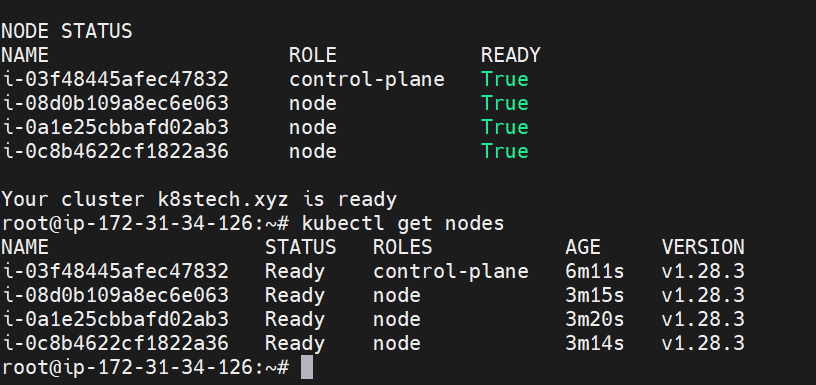 NODE STATUS
NAME ROLE READY
i-03f48445afec47832 control-plane True
i-08d0b109a8ec6e063 node True
i-0a1e25cbbafd02ab3 node True
i-0c8b4622cf1822a36 node True
Your cluster k8stech.xyz is ready
root@ip-172-31-34-126:~# kubectl get nodes
NAME STATUS ROLES AGE VERSION
i-03f48445afec47832 Ready control-plane 6m11s v1.28.3
i-08d0b109a8ec6e063 Ready node 3m15s v1.28.3
i-0a1e25cbbafd02ab3 Ready node 3m20s v1.28.3
i-0c8b4622cf1822a36 Ready node 3m14s v1.28.3
root@ip-172-31-34-126:~#